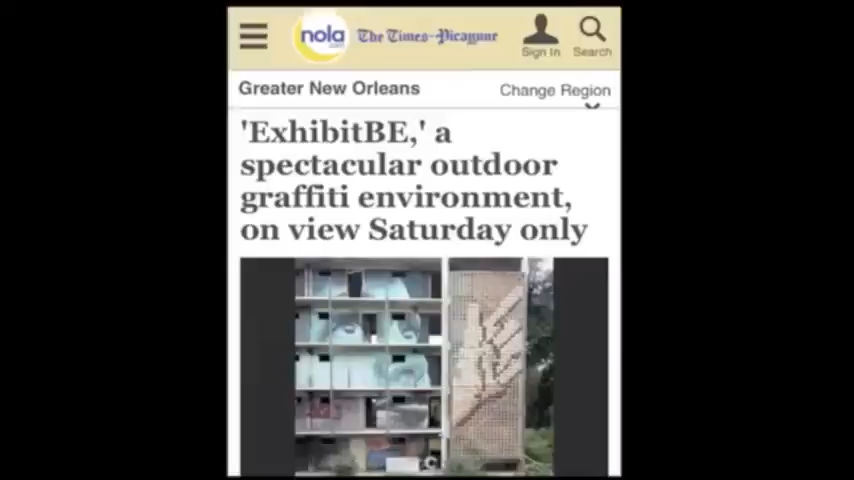 nola
.com
The Times-Picayune
Sign In
Search
Greater New Orleans
Change Region
'ExhibitBE,' a
spectacular outdoor
graffiti environment,
on view Saturday only